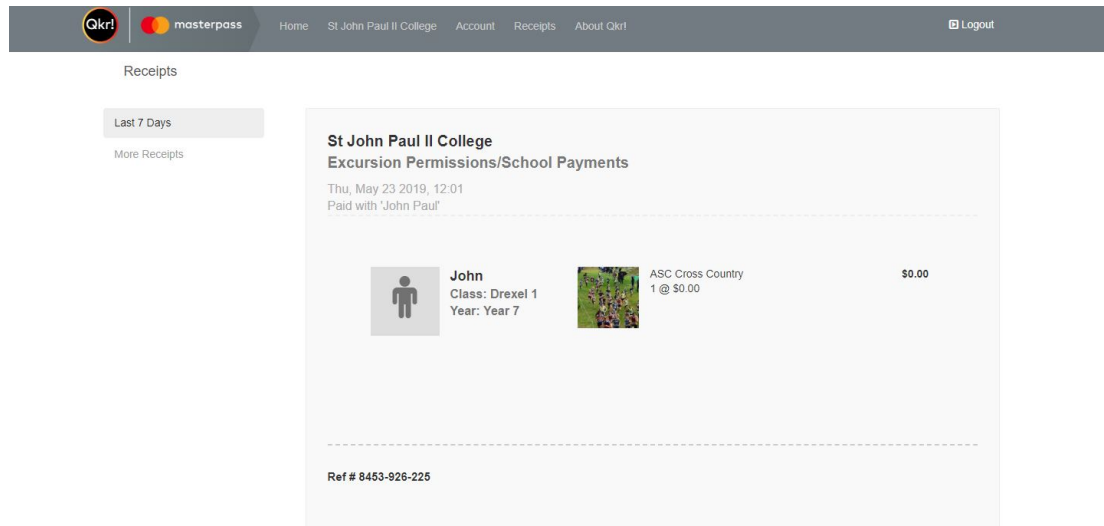 Qkr!
masterpass
Home St John Paul II College Account Receipts About Qkr! Logout
Receipts
Last 7 Days
More Receipts
St John Paul II College
Excursion Permissions/School Payments
Thu, May 23 2019, 12:01
Paid with 'John Paul'
John
Class: Drexel 1
Year: Year 7
ASC Cross Country
1 @ $0.00
$0.00
Ref # 8453-926-225